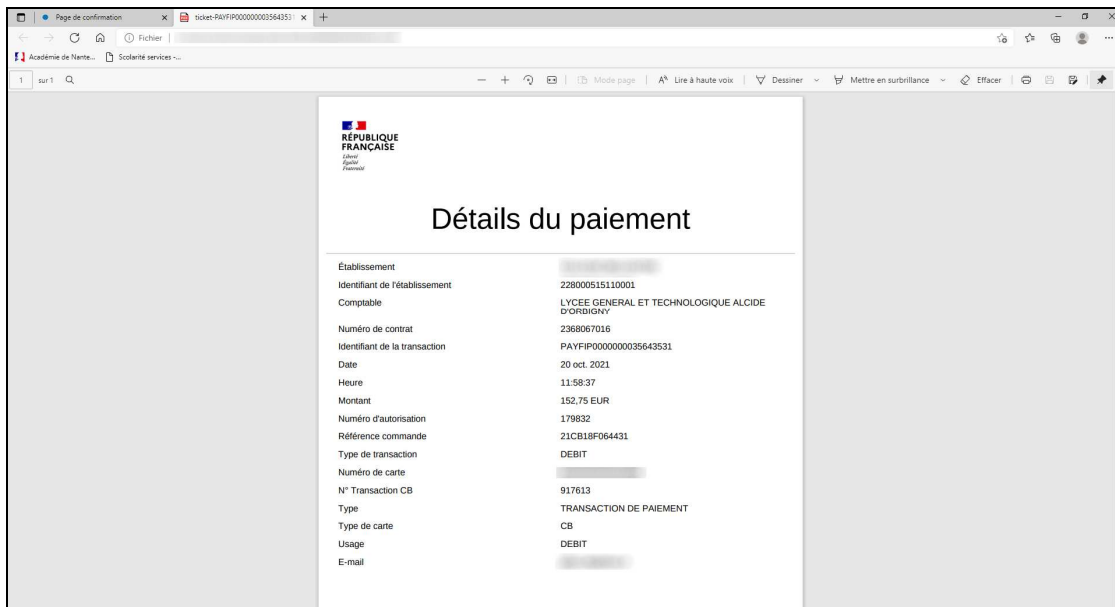 Page de confirmation
ticket-PAYFIP0000000035643531
Fichier
Académie de Nante...
Scolarité services -...
1 sur 1
Mode page
Lire à haute voix
Dessiner
Mettre en surbrillance
Effacer
RÉPUBLIQUE
FRANÇAISE
Liberté
Égalité
Fraternité
Détails du paiement
Établissement
Identifiant de l'établissement 228000515110001
Comptable LYCEE GENERAL ET TECHNOLOGIQUE ALCIDE
D'ORBIGNY
Numéro de contrat 2368067016
Identifiant de la transaction PAYFIP0000000035643531
Date 20 oct. 2021
Heure 11:58:37
Montant 152,75 EUR
Numéro d'autorisation 179832
Référence commande 21CB18F064431
Type de transaction DEBIT
Numéro de carte
N° Transaction CB 917613
Type TRANSACTION DE PAIEMENT
Type de carte CB
Usage DEBIT
E-mail